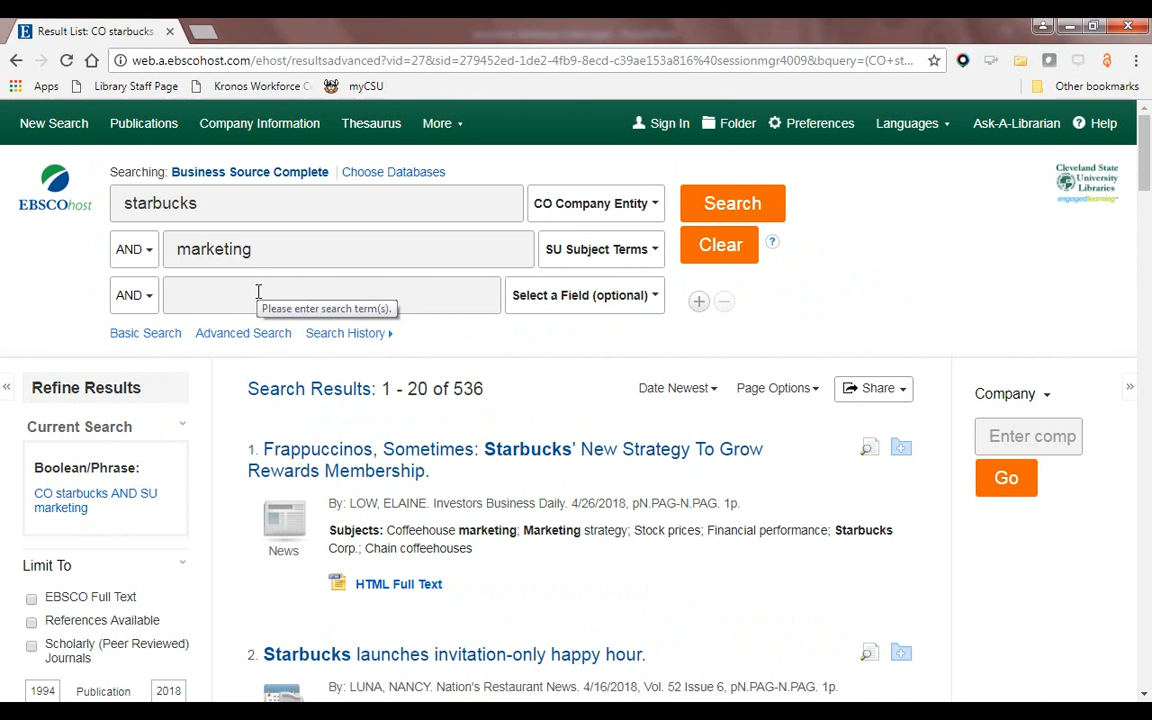 Result List: CO starbucks
web.a.ebscohost.com/ehost/resultsadvanced?vid=27&sid=279452ed-1de2-4fb9-8ecd-c39ae153a816%40sessionmgr4009&bquery=(CO+st...
Apps Library Staff Page Kronos Workforce C myCSU Other bookmarks
New Search Publications Company Information Thesaurus More Sign In Folder Preferences Languages Ask-A-Librarian Help
Searching: Business Source Complete Choose Databases
EBSCOhost
starbucks CO Company Entity Search
Cleveland State
University
Libraries
engagedlearning
AND marketing SU Subject Terms Clear ?
AND Select a Field (optional)
Please enter search term(s).
Basic Search Advanced Search Search History
Refine Results
Current Search
Boolean/Phrase:
CO starbucks AND SU
marketing
Limit To
EBSCO Full Text
References Available
Scholarly (Peer Reviewed)
Journals
1994 Publication 2018
Search Results: 1 - 20 of 536 Date Newest Page Options Share
1. Frappuccinos, Sometimes: Starbucks' New Strategy To Grow
Rewards Membership.
By: LOW, ELAINE. Investors Business Daily. 4/26/2018, pN.PAG-N.PAG. 1p.
Subjects: Coffeehouse marketing; Marketing strategy; Stock prices; Financial performance; Starbucks
Corp.; Chain coffeehouses
News
HTML Full Text
2. Starbucks launches invitation-only happy hour.
By: LUNA, NANCY. Nation's Restaurant News. 4/16/2018, Vol. 52 Issue 6, pN.PAG-N.PAG. 1p.
Company
Enter comp
Go